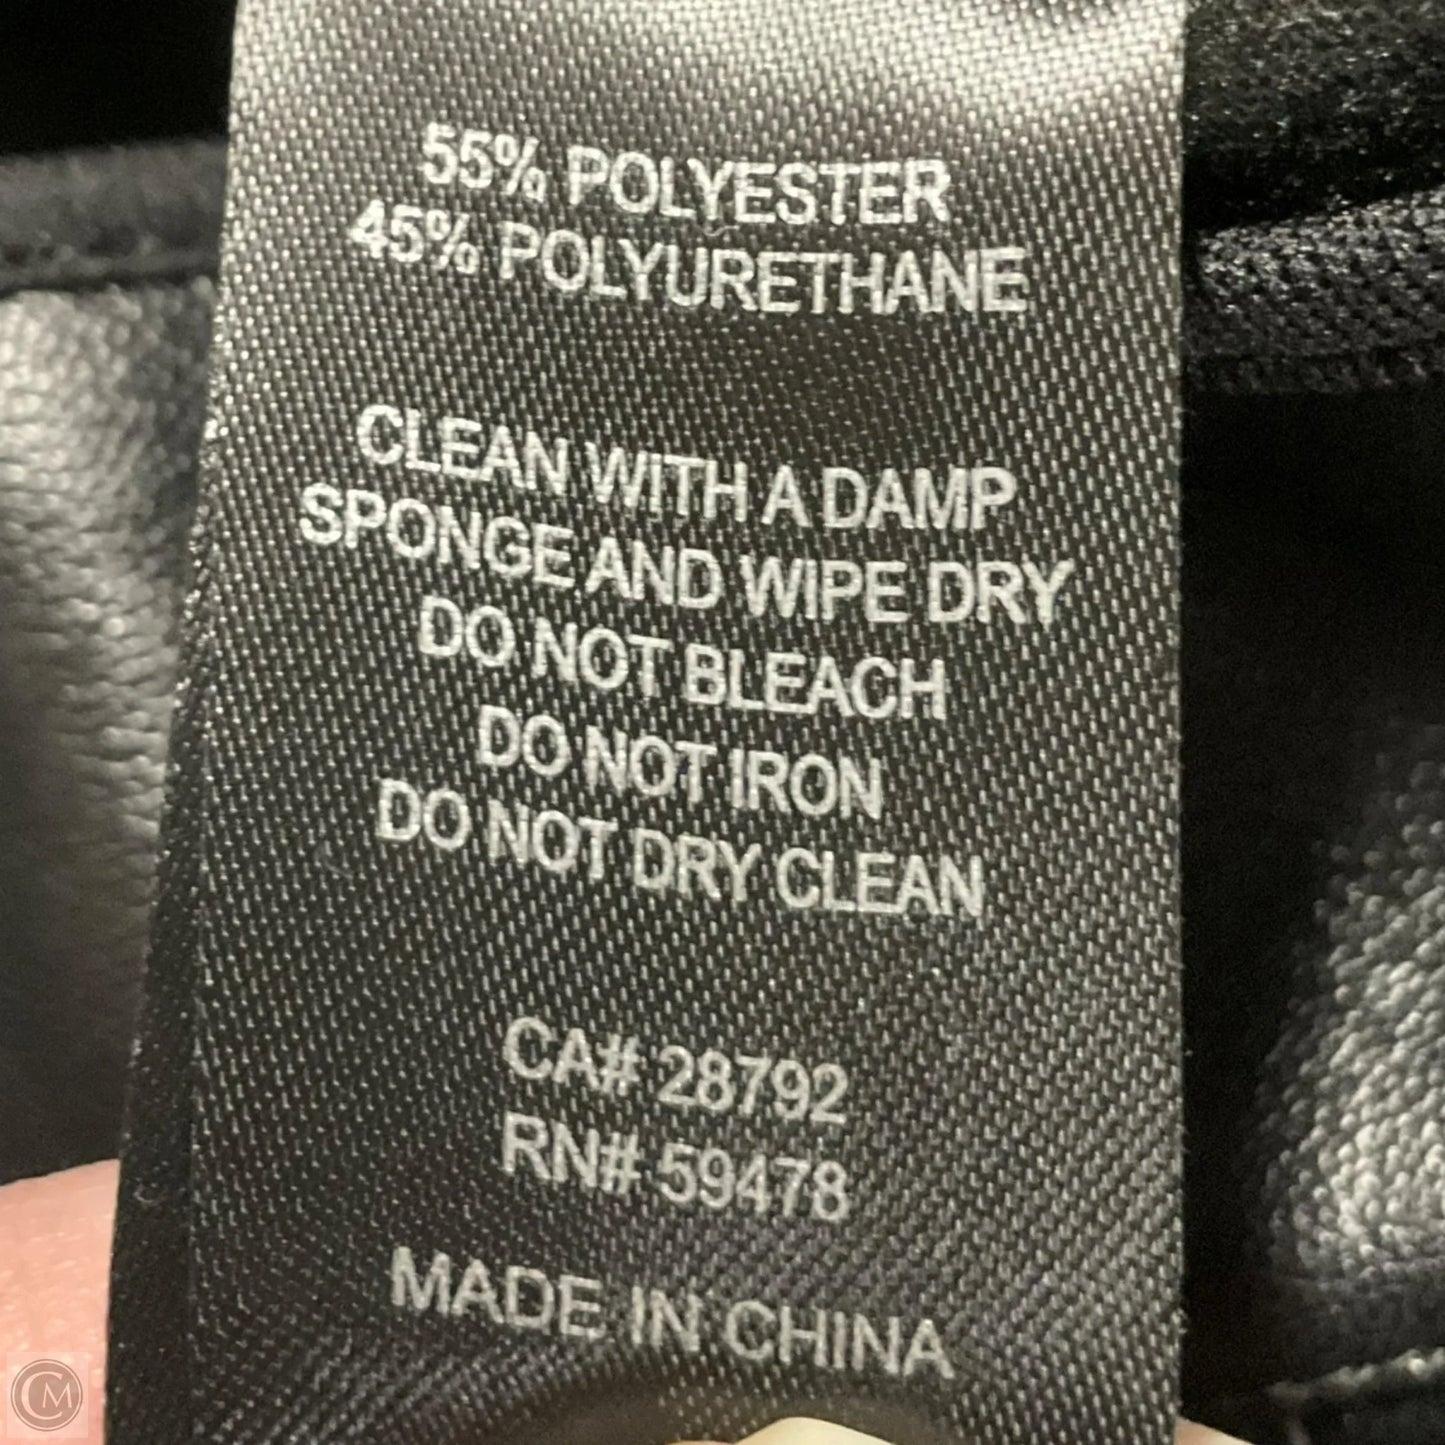 55% POLYESTER
45% POLYURETHANE
CLEAN WITH A DAMP
SPONGE AND WIPE DRY
DO NOT BLEACH
DO NOT IRON
DO NOT DRY CLEAN
CA# 28792
RN# 59478
MADE IN CHINA
CM